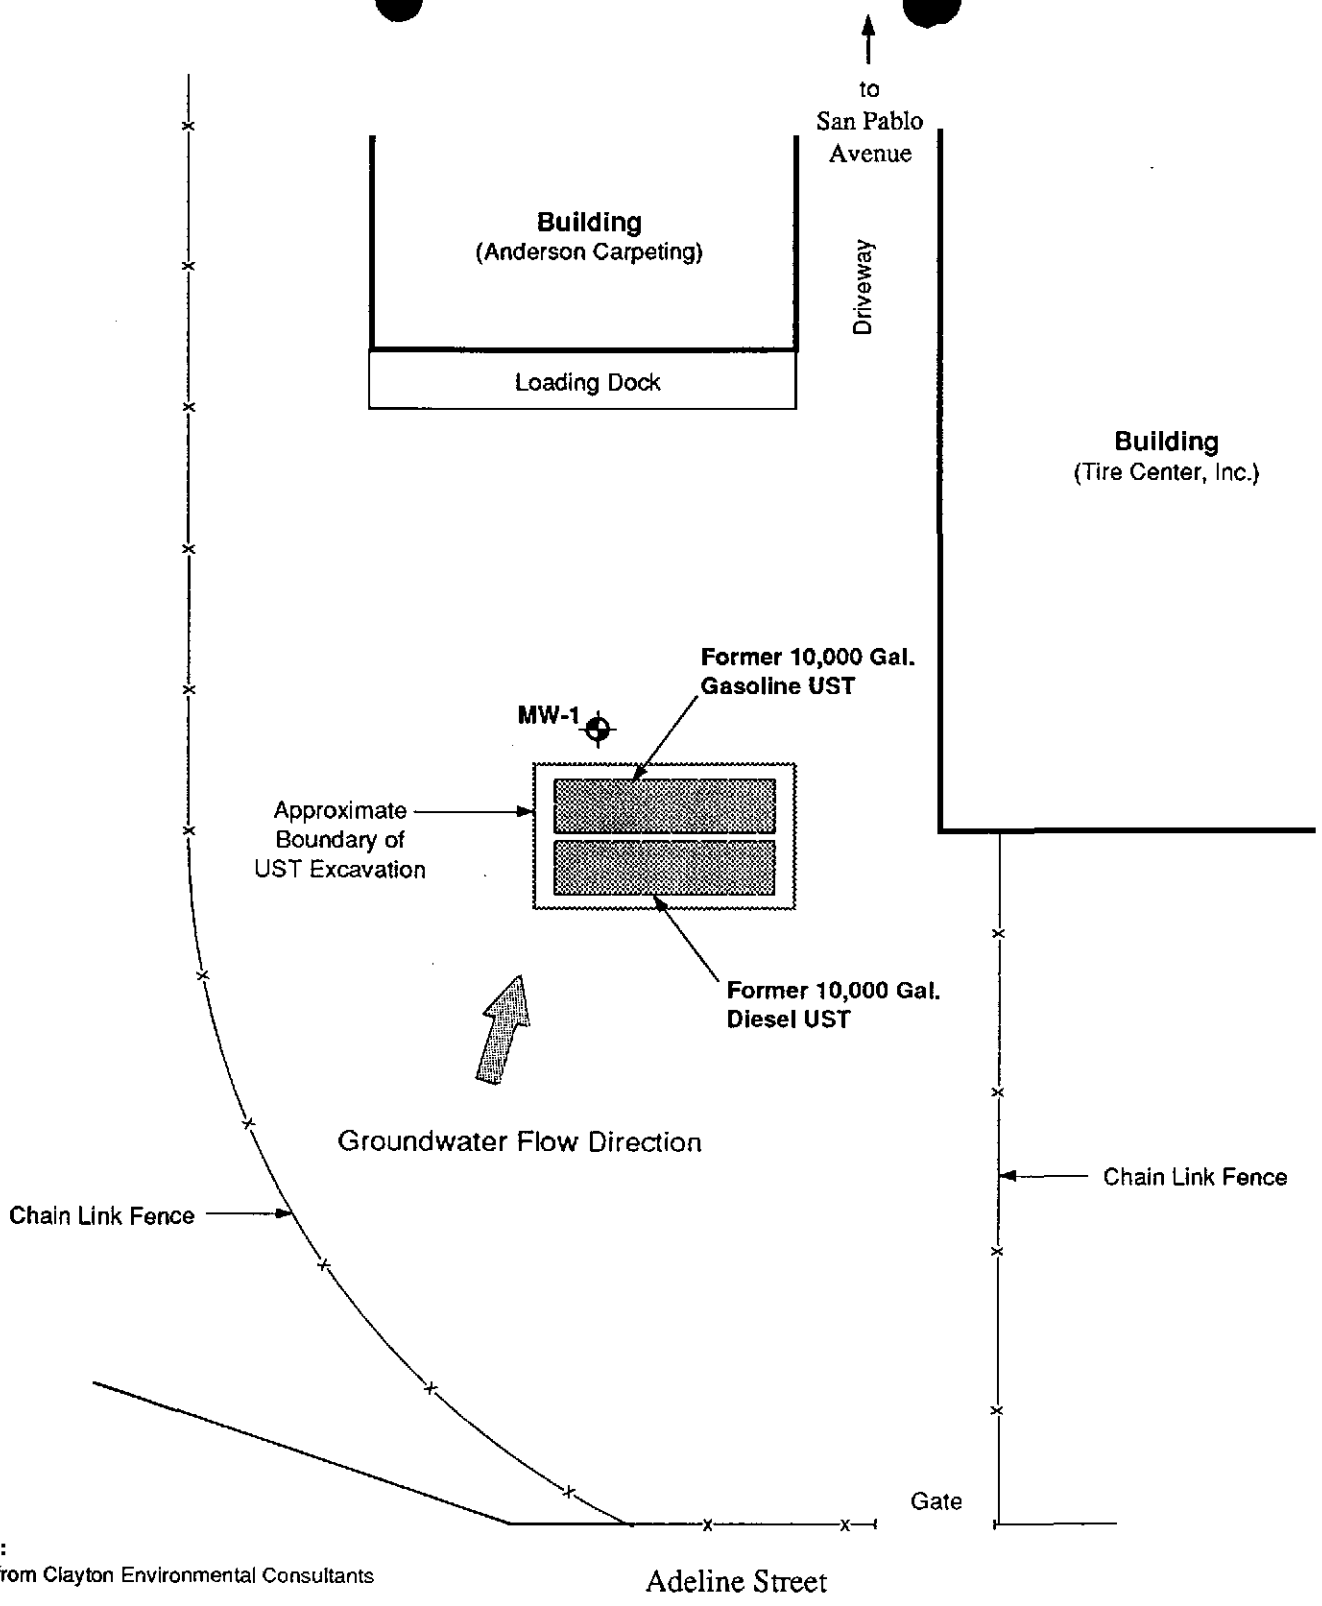 to
San Pablo
Avenue
Building
(Anderson Carpeting)
Driveway
Loading Dock
Building
(Tire Center, Inc.)
Former 10,000 Gal.
Gasoline UST
MW-1
Approximate
Boundary of
UST Excavation
Former 10,000 Gal.
Diesel UST
Groundwater Flow Direction
Chain Link Fence
Chain Link Fence
Gate
:
from Clayton Environmental Consultants
Adeline Street